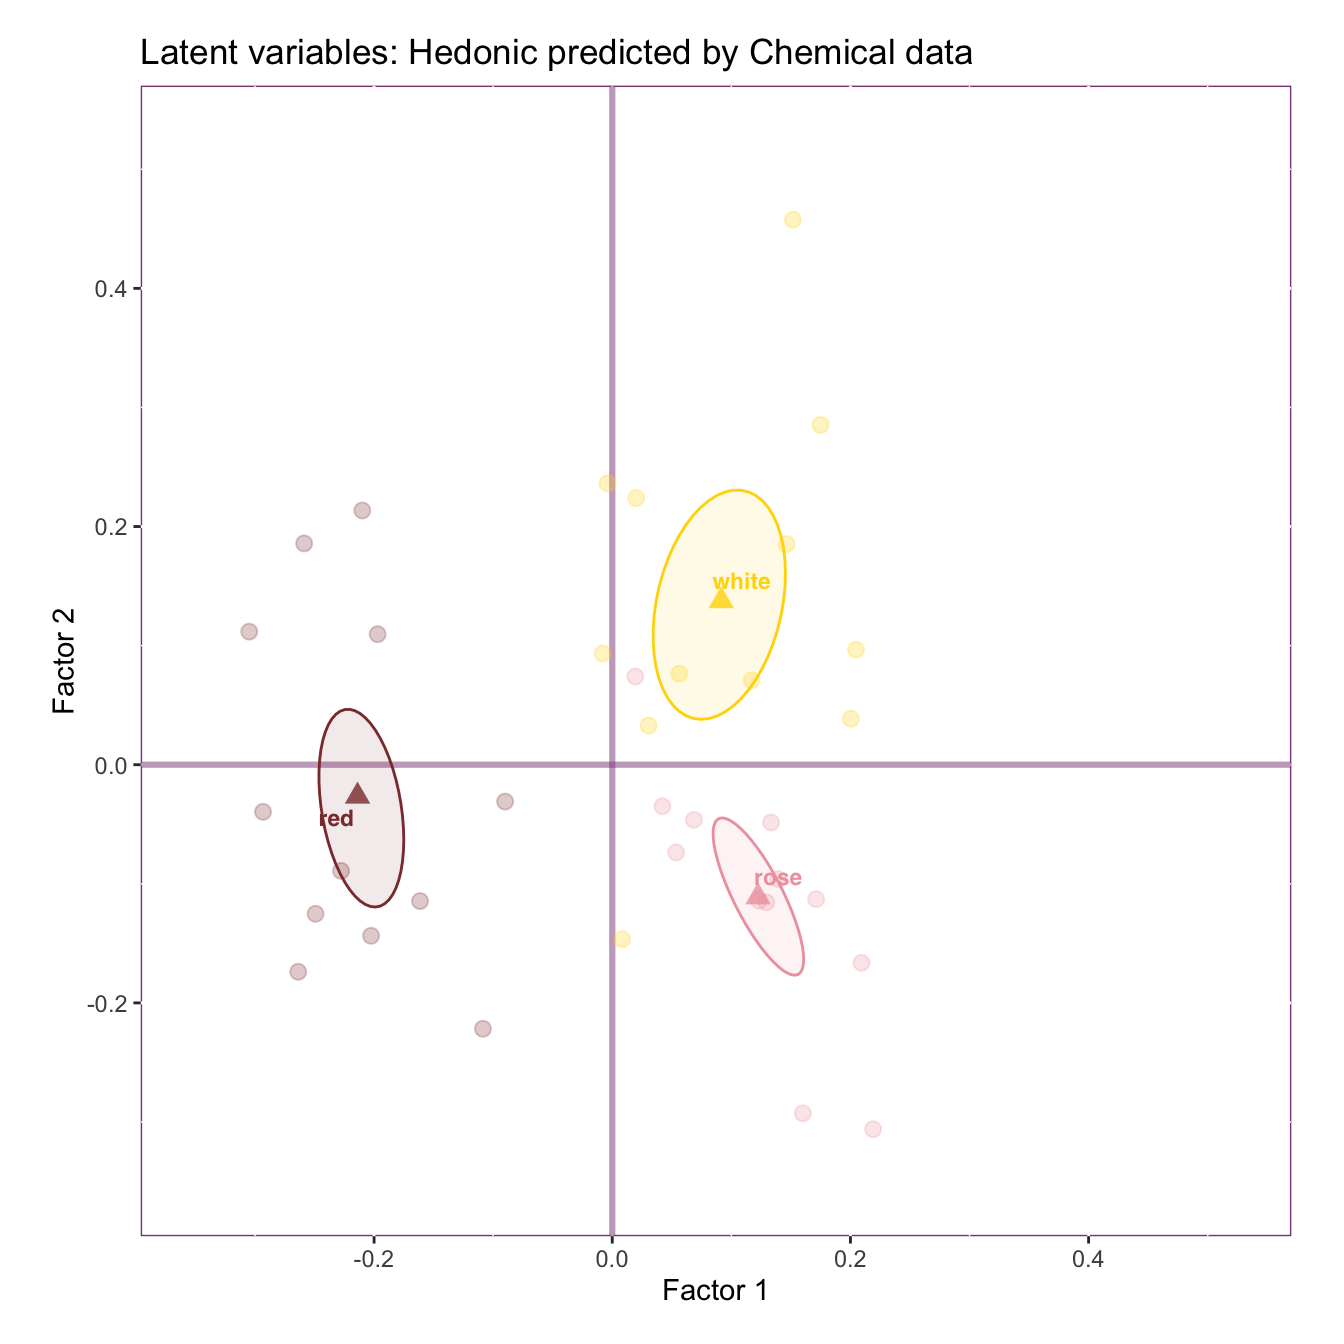 Latent variables: Hedonic predicted by Chemical data
0.4
0.2
white
0.0
red
rose
-0.2
Factor 2
-0.2 0.0 0.2 0.4
Factor 1